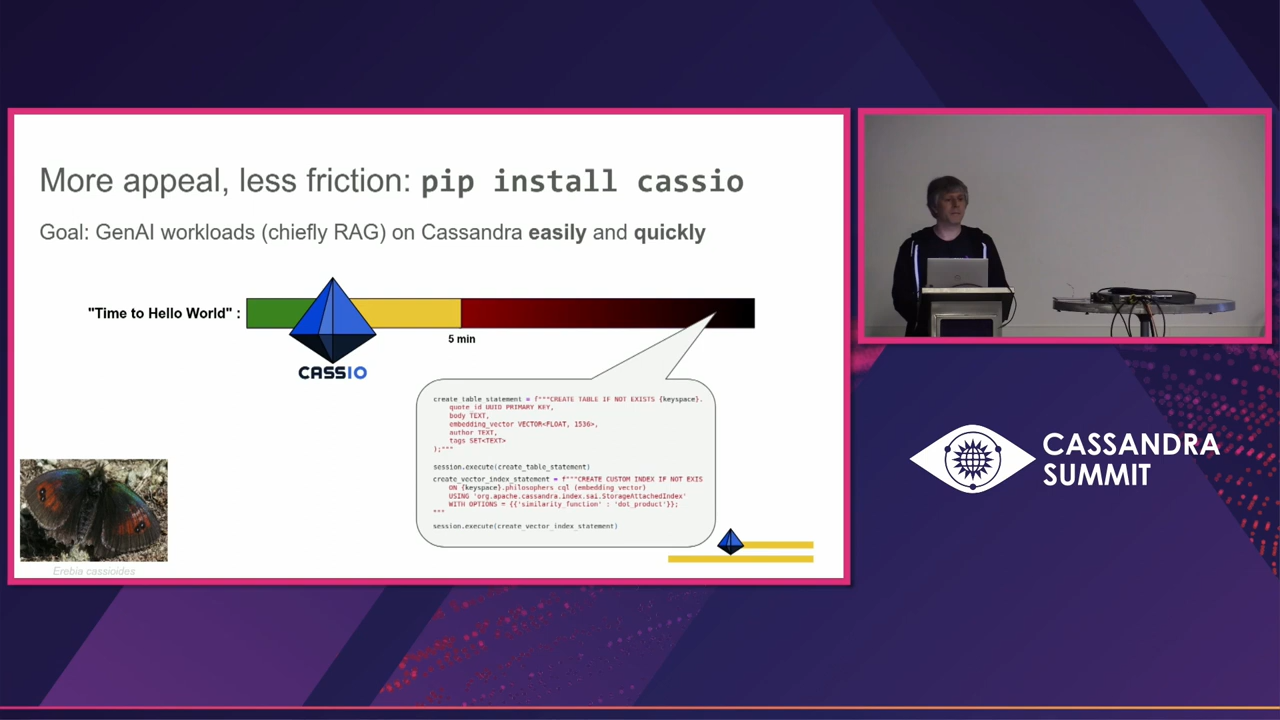 More appeal, less friction: pip install cassio
Goal: GenAI workloads (chiefly RAG) on Cassandra easily and quickly
"Time to Hello World" :
5 min
CASSIO
create_table_statement = f"""CREATE TABLE IF NOT EXISTS {keyspace}.
quote_id UUID PRIMARY KEY,
body TEXT,
embedding_vector VECTOR<FLOAT, 1536>,
author TEXT,
tags SET<TEXT>
);"""
session.execute(create_table_statement)
create_vector_index_statement = f"""CREATE CUSTOM INDEX IF NOT EXIS
ON {keyspace}.philosophers_cql (embedding_vector)
USING 'org.apache.cassandra.index.sai.StorageAttachedIndex'
WITH OPTIONS = {{'similarity_function' : 'dot_product'}};
"""
session.execute(create_vector_index_statement)
Erebia cassioides
CASSANDRA
SUMMIT